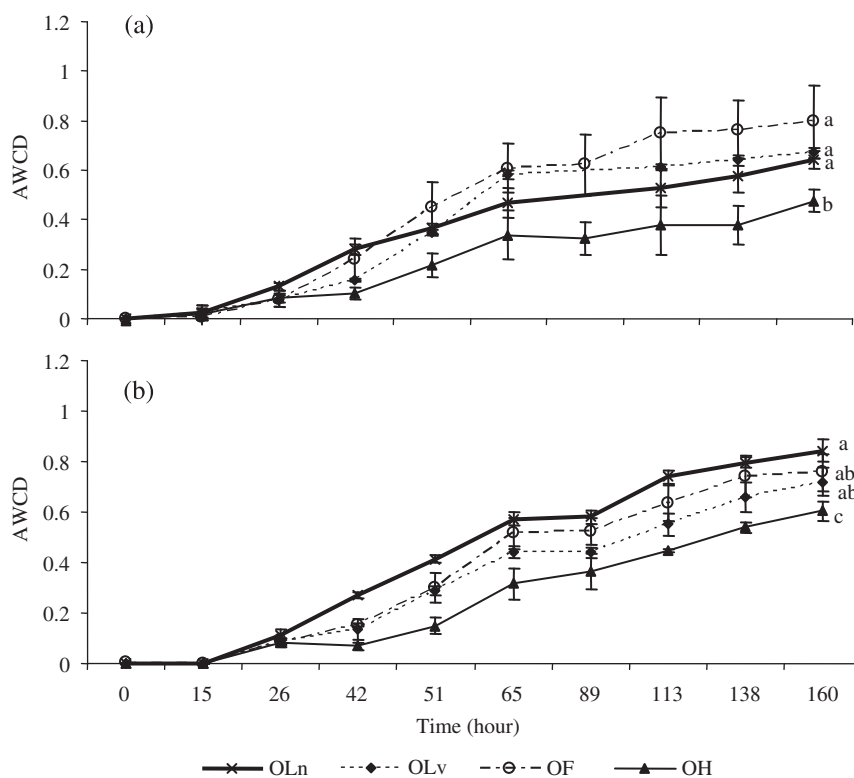 (a)
1.2
1
0.8
0.6
0.4
0.2
0
AWCD
a
a
a
b
(b)
1.2
1
0.8
0.6
0.4
0.2
0
AWCD
a
ab
ab
c
0 15 26 42 51 65 89 113 138 160
Time (hour)
OLn OLv OF OH